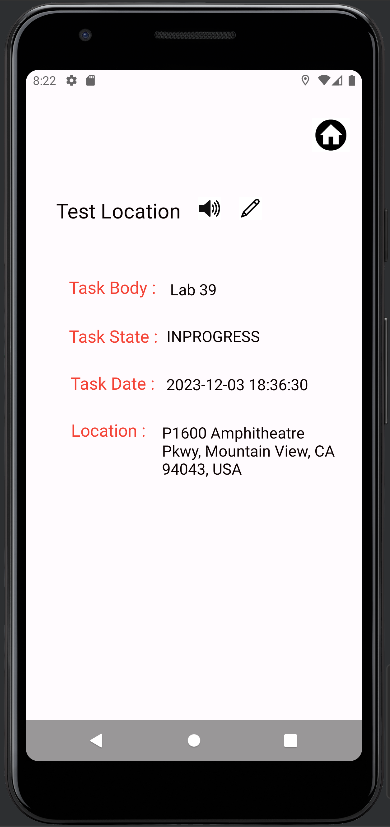 8:22
Test Location
Task Body : Lab 39
Task State : INPROGRESS
Task Date : 2023-12-03 18:36:30
Location : P1600 Amphitheatre
Pkwy, Mountain View, CA
94043, USA